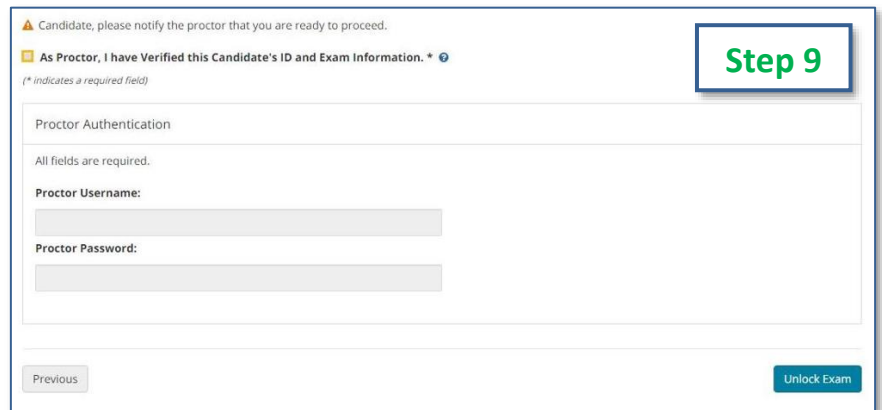 Candidate, please notify the proctor that you are ready to proceed.
As Proctor, I have Verified this Candidate's ID and Exam Information. *
(* indicates a required field)
Step 9
Proctor Authentication
All fields are required.
Proctor Username:
Proctor Password:
Previous
Unlock Exam